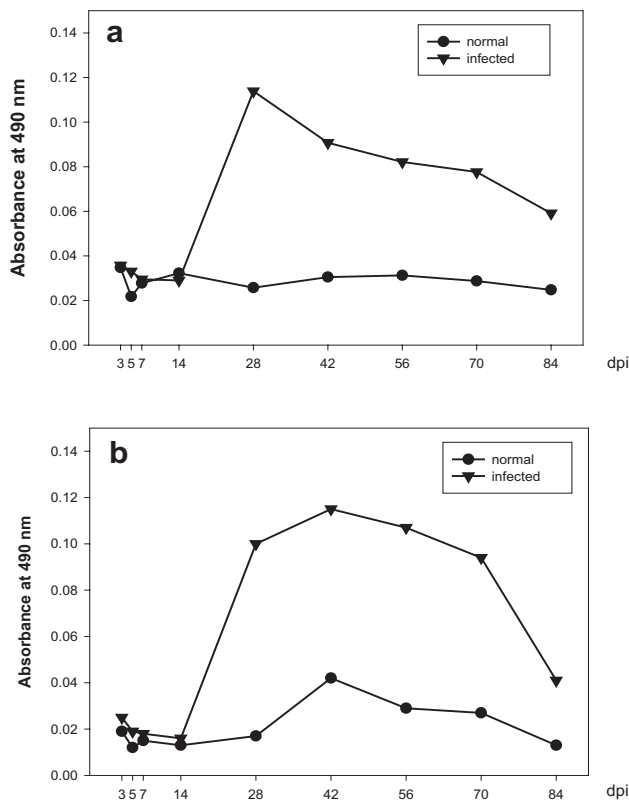 a
normal
infected
Absorbance at 490 nm
0.14
0.12
0.10
0.08
0.06
0.04
0.02
0.00
3 5 7 14 28 42 56 70 84 dpi
b
normal
infected
Absorbance at 490 nm
0.14
0.12
0.10
0.08
0.06
0.04
0.02
0.00
3 5 7 14 28 42 56 70 84 dpi